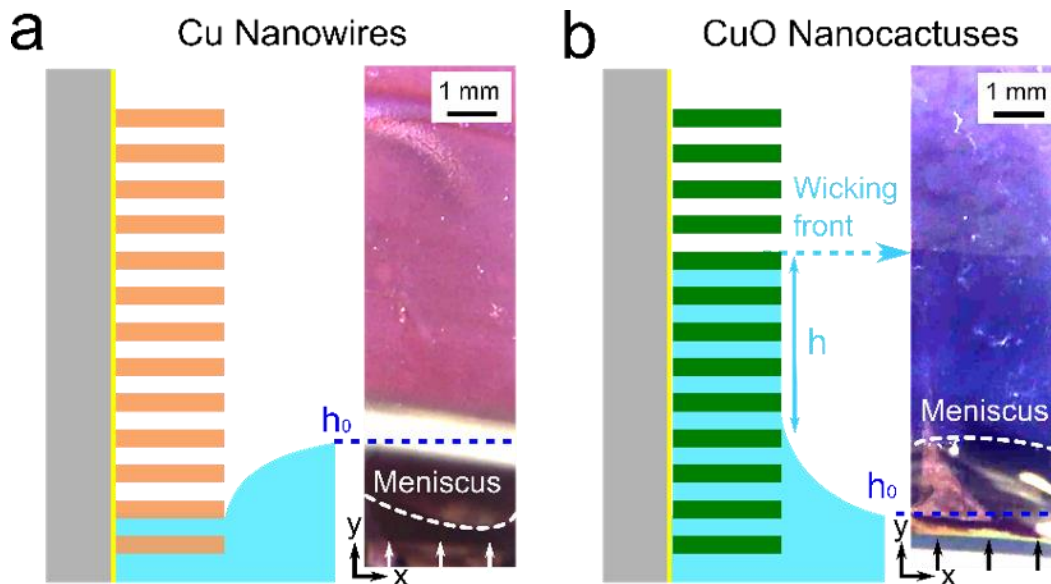 a
Cu Nanowires
1 mm
h₀
Meniscus
y
x
b
CuO Nanocactuses
1 mm
Wicking
front
h
Meniscus
h₀
y
x